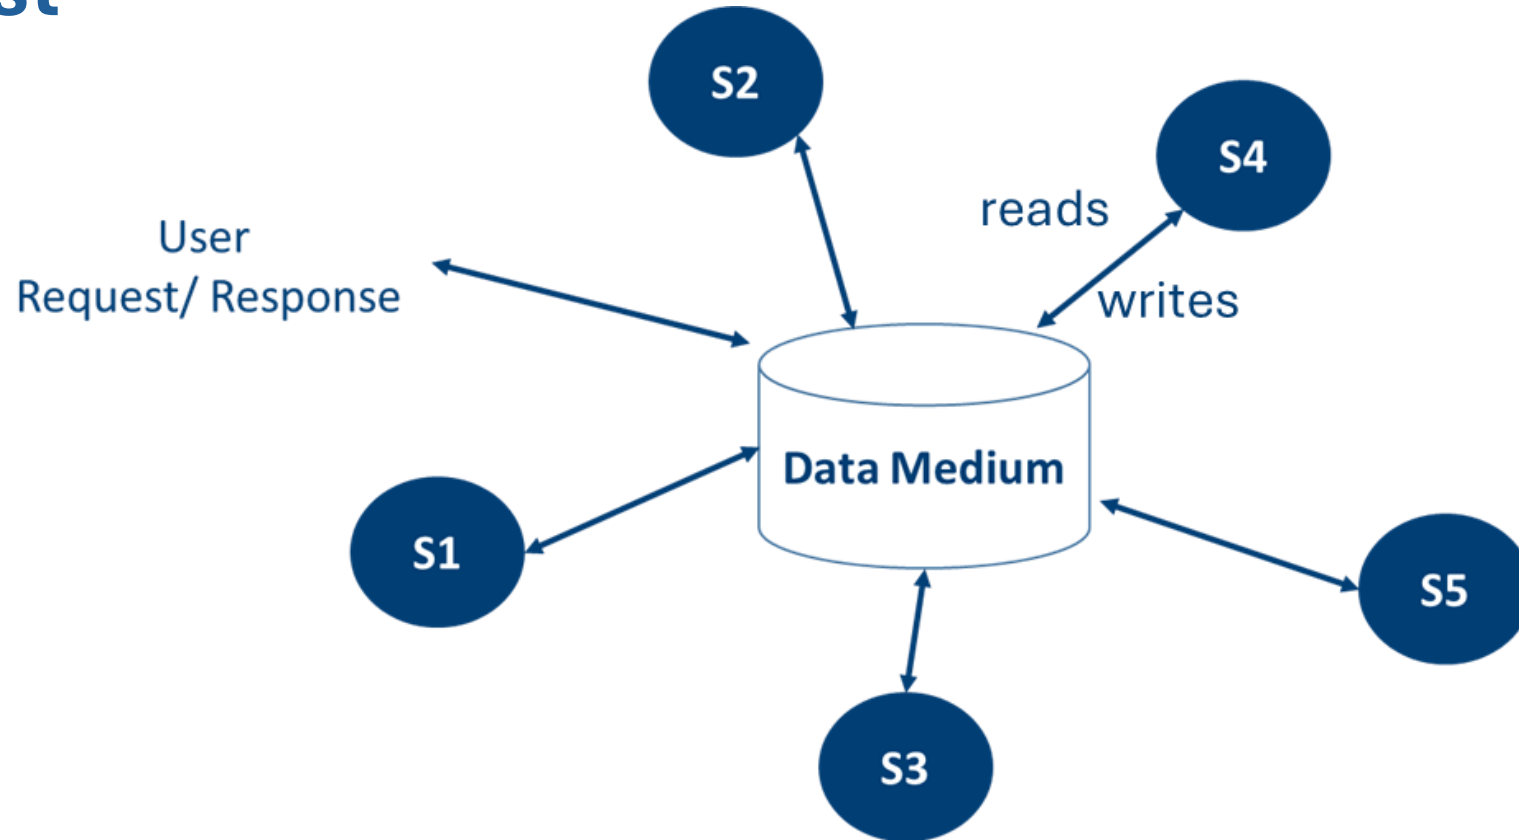 S2
S4
reads
User
Request/ Response
writes
Data Medium
S1
S5
S3